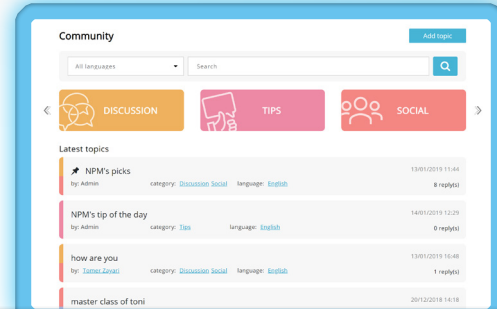 Community
Add topic
All languages
Search
DISCUSSION
TIPS
SOCIAL
Latest topics
NPM's picks
13/01/2019 11:44
by: Admin category: Discussion Social language: English
8 reply(s)
NPM's tip of the day
14/01/2019 12:29
by: Admin category: Tips language: English
0 reply(s)
how are you
13/01/2019 16:48
by: Tomer Zayari category: Discussion Social language: English
1 reply(s)
master class of toni
20/12/2018 14:18